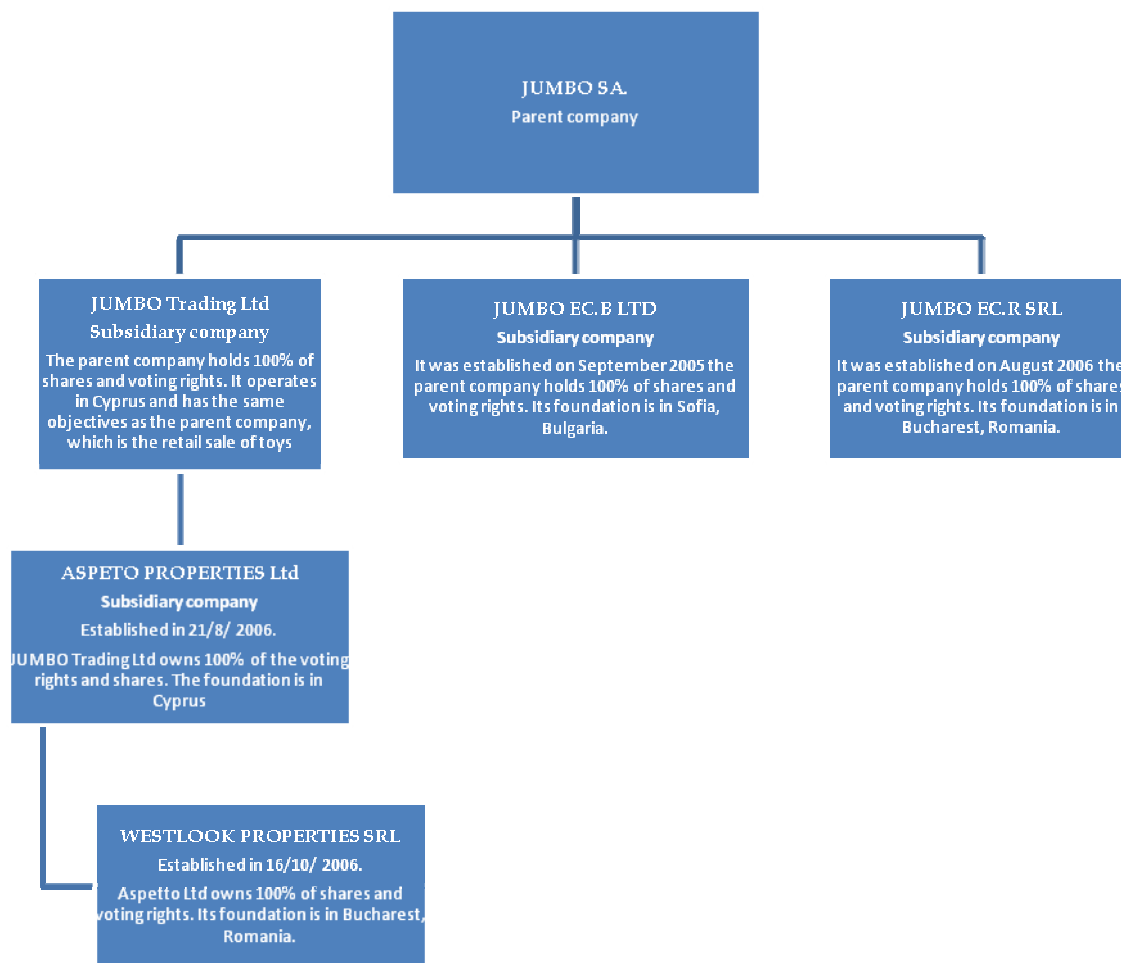 JUMBO SA.
Parent company
JUMBO Trading Ltd
Subsidiary company
The parent company holds 100% of
shares and voting rights. It operates
in Cyprus and has the same
objectives as the parent company,
which is the retail sale of toys
JUMBO EC.B LTD
Subsidiary company
It was established on September 2005 the
parent company holds 100% of shares and
voting rights. Its foundation is in Sofia,
Bulgaria.
JUMBO EC.R SRL
Subsidiary company
It was established on August 2006 the
parent company holds 100% of shares
and voting rights. Its foundation is in
Bucharest, Romania.
ASPETO PROPERTIES Ltd
Subsidiary company
Established in 21/8/ 2006.
JUMBO Trading Ltd owns 100% of the voting
rights and shares. The foundation is in
Cyprus
WESTLOOK PROPERTIES SRL
Established in 16/10/ 2006.
Aspetto Ltd owns 100% of shares and
voting rights. Its foundation is in Bucharest,
Romania.